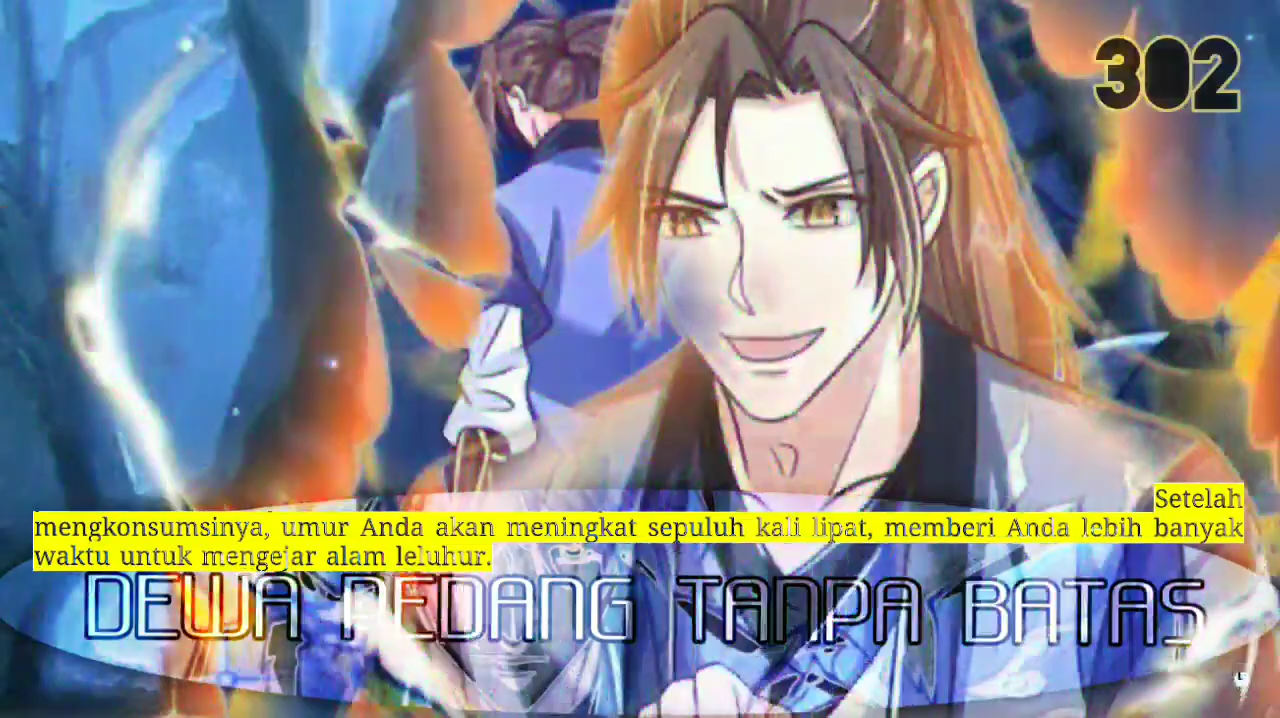 302
Setelah
mengkonsumsinya, umur Anda akan meningkat sepuluh kali lipat, memberi Anda lebih banyak
waktu untuk mengejar alam leluhur.
DEWA PEDANG TANPA BATAS